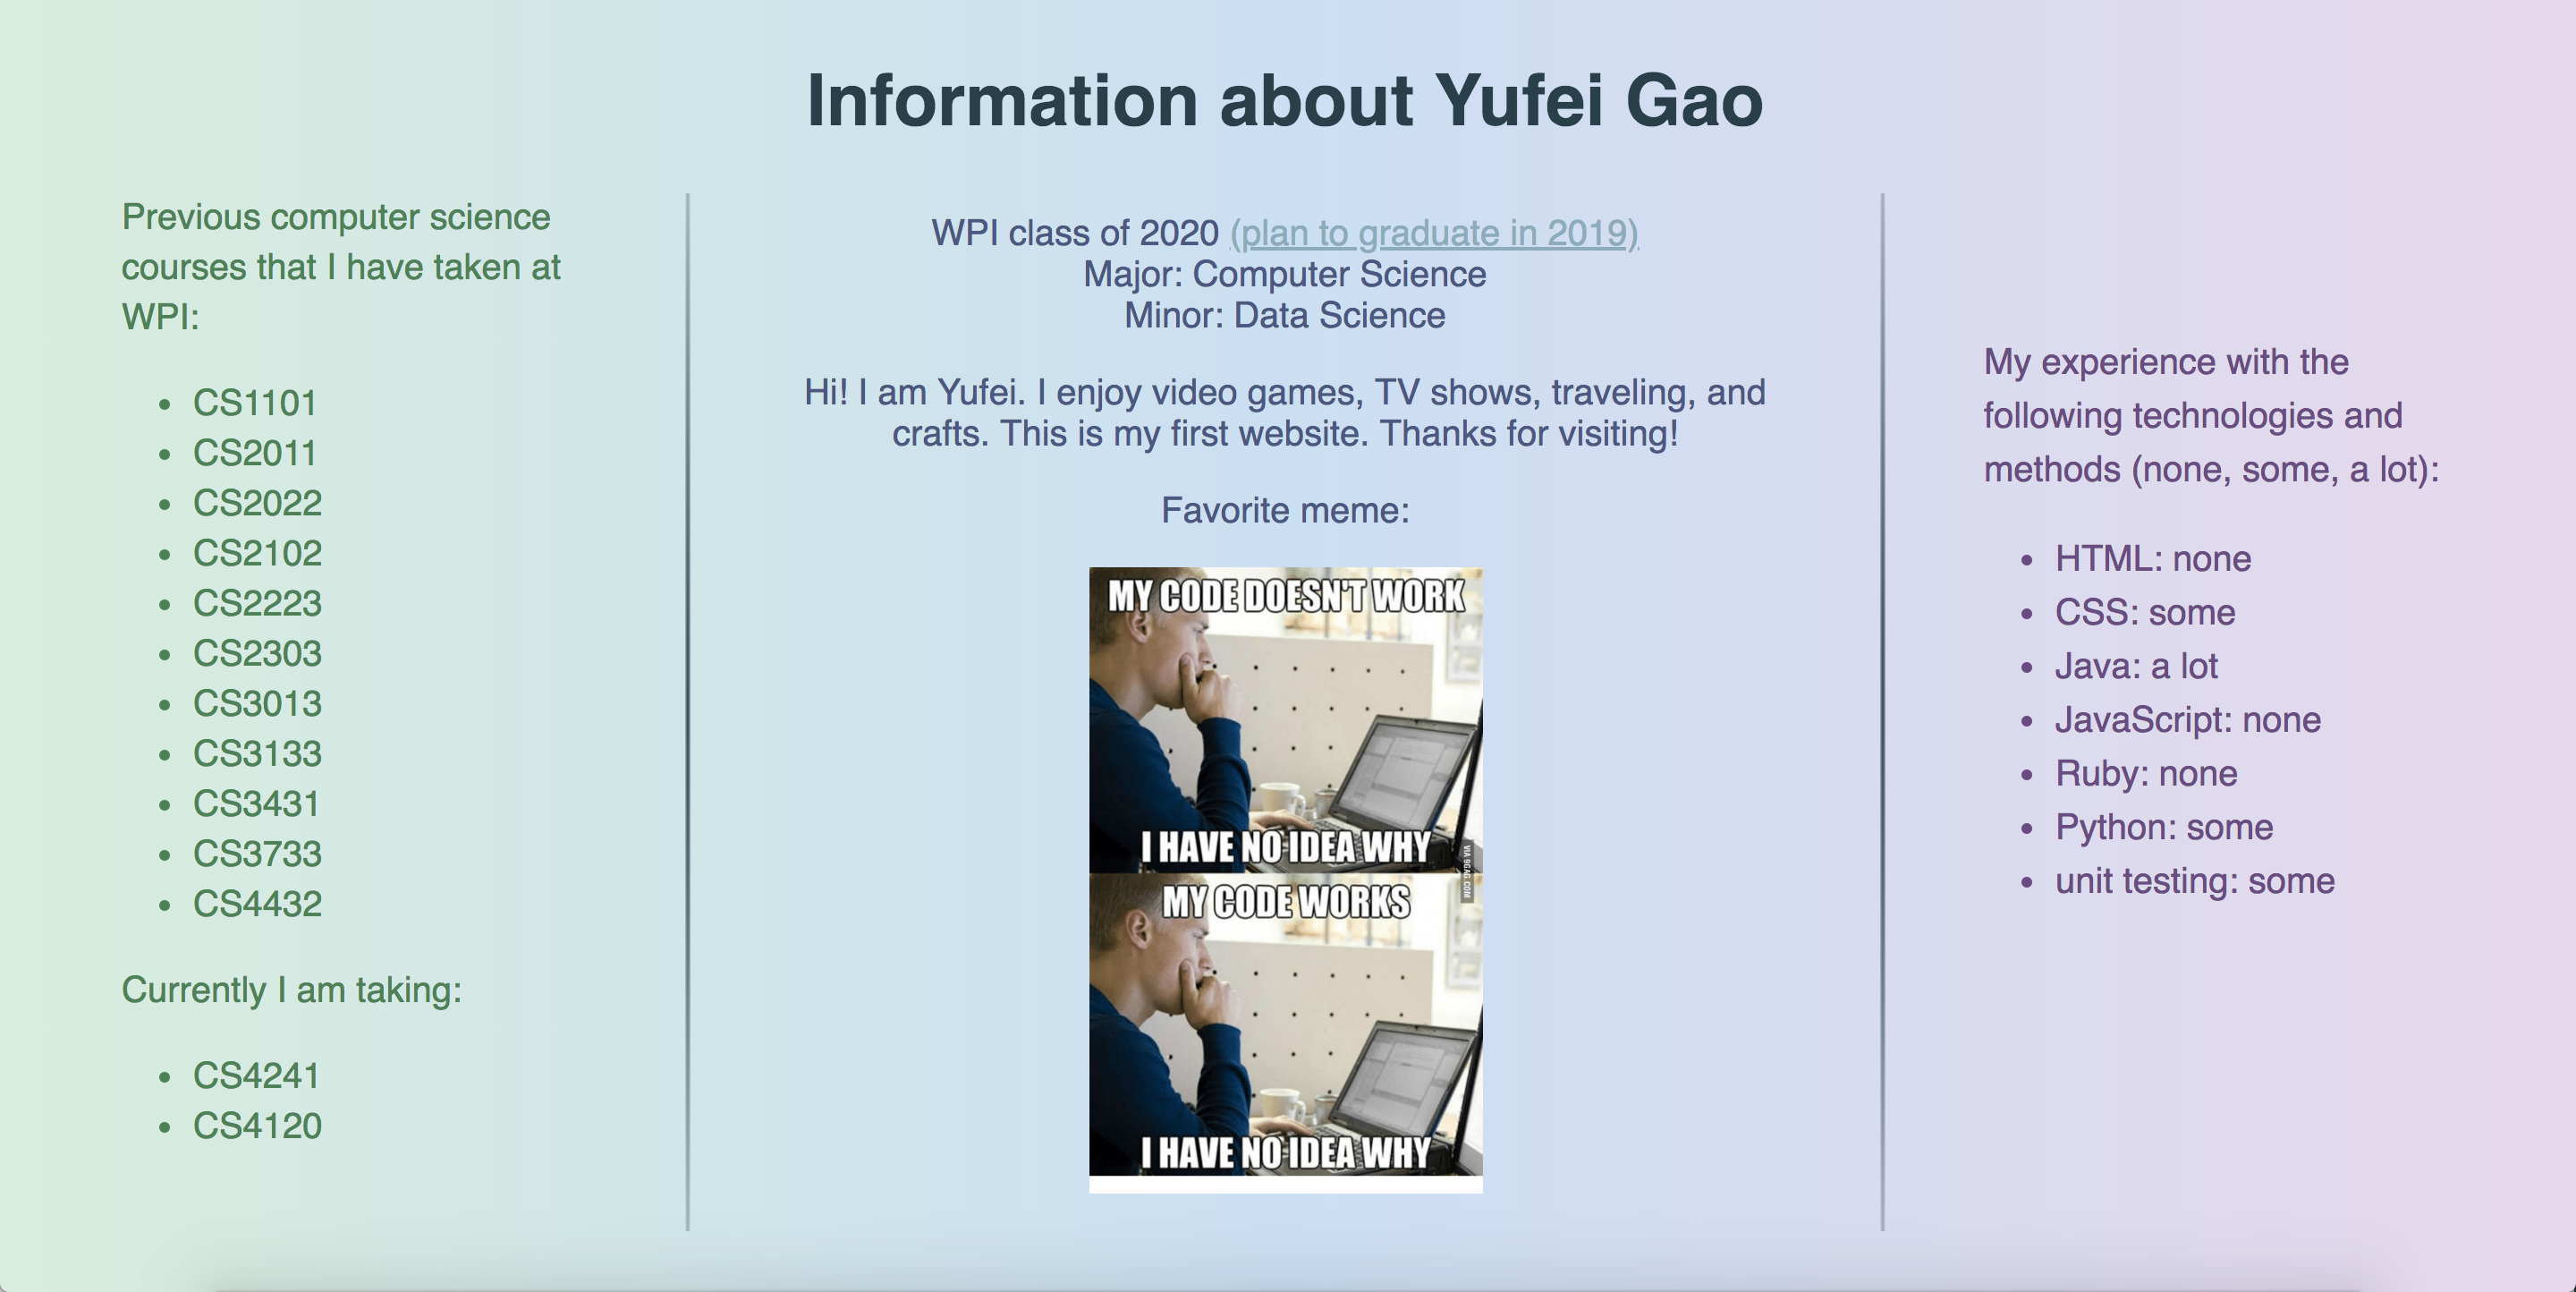 Information about Yufei Gao
Previous computer science
courses that I have taken at
WPI:
• CS1101
• CS2011
• CS2022
• CS2102
• CS2223
• CS2303
• CS3013
• CS3133
• CS3431
• CS3733
• CS4432
Currently I am taking:
• CS4241
• CS4120
WPI class of 2020 (plan to graduate in 2019)
Major: Computer Science
Minor: Data Science
Hi! I am Yufei. I enjoy video games, TV shows, traveling, and
crafts. This is my first website. Thanks for visiting!
Favorite meme:
MY CODE DOESN'T WORK
I HAVE NO IDEA WHY
VIA 9GAG.COM
MY CODE WORKS
I HAVE NO IDEA WHY
My experience with the
following technologies and
methods (none, some, a lot):
• HTML: none
• CSS: some
• Java: a lot
• JavaScript: none
• Ruby: none
• Python: some
• unit testing: some